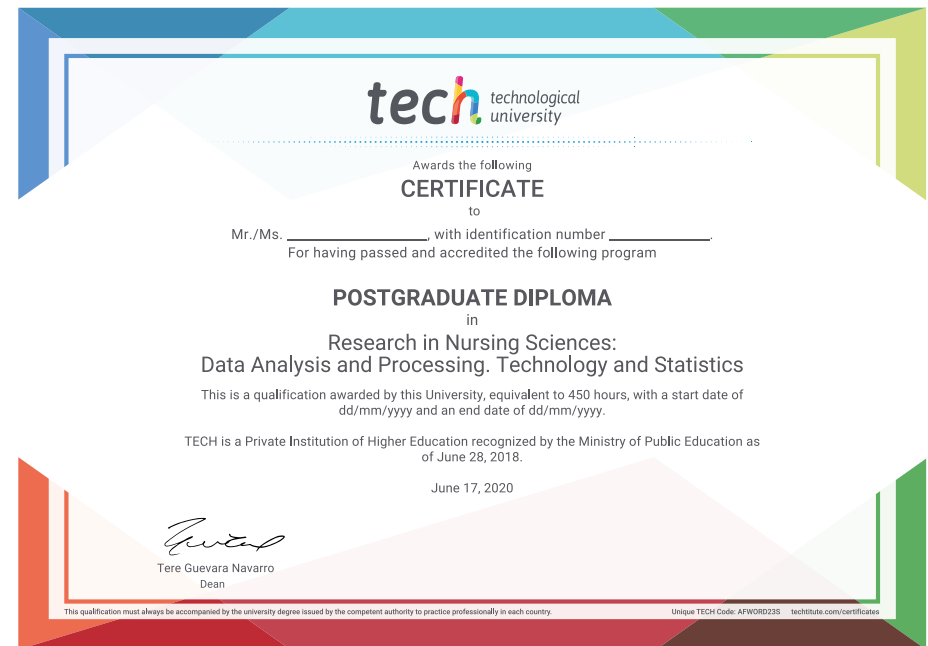 tech technological
university
Awards the following
CERTIFICATE
to
Mr./Ms. ____________________, with identification number ______________.
For having passed and accredited the following program
POSTGRADUATE DIPLOMA
in
Research in Nursing Sciences:
Data Analysis and Processing. Technology and Statistics
This is a qualification awarded by this University, equivalent to 450 hours, with a start date of
dd/mm/yyyy and an end date of dd/mm/yyyy.
TECH is a Private Institution of Higher Education recognized by the Ministry of Public Education as
of June 28, 2018.
June 17, 2020
Tere Guevara Navarro
Dean
This qualification must always be accompanied by the university degree issued by the competent authority to practice professionally in each country. Unique TECH Code: AFWORD23S techtitute.com/certificates